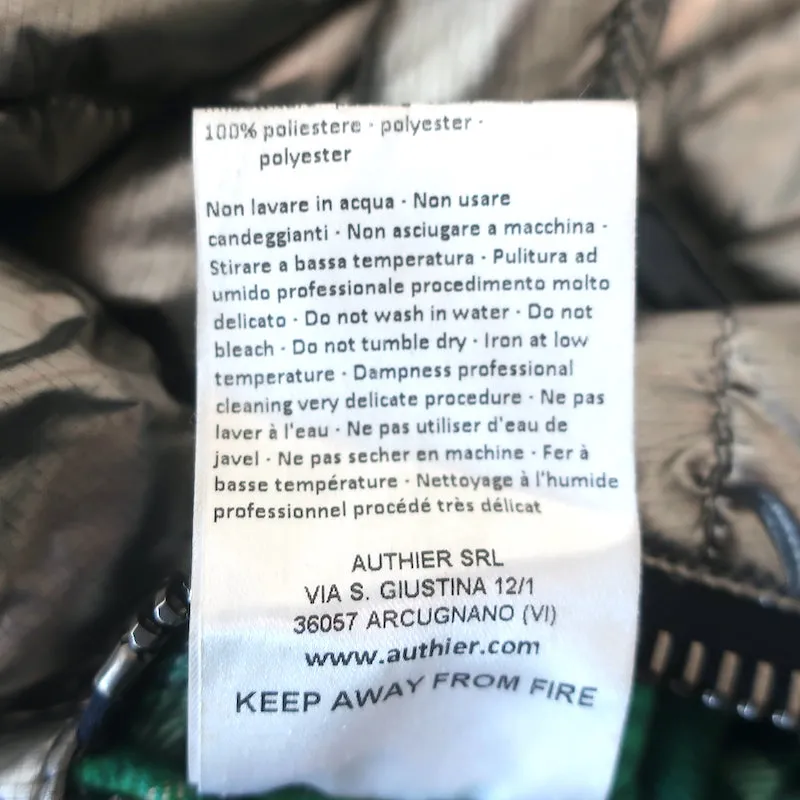 100% poliestere · polyester ·
polyester
Non lavare in acqua · Non usare
candeggianti · Non asciugare a macchina ·
Stirare a bassa temperatura · Pulitura ad
umido professionale procedimento molto
delicato · Do not wash in water · Do not
bleach · Do not tumble dry · Iron at low
temperature · Dampness professional
cleaning very delicate procedure · Ne pas
laver à l'eau · Ne pas utiliser d'eau de
javel · Ne pas secher en machine · Fer à
basse température · Nettoyage à l'humide
professionnel procédé très délicat
AUTHIER SRL
VIA S. GIUSTINA 12/1
36057 ARCUGNANO (VI)
www.authier.com
KEEP AWAY FROM FIRE